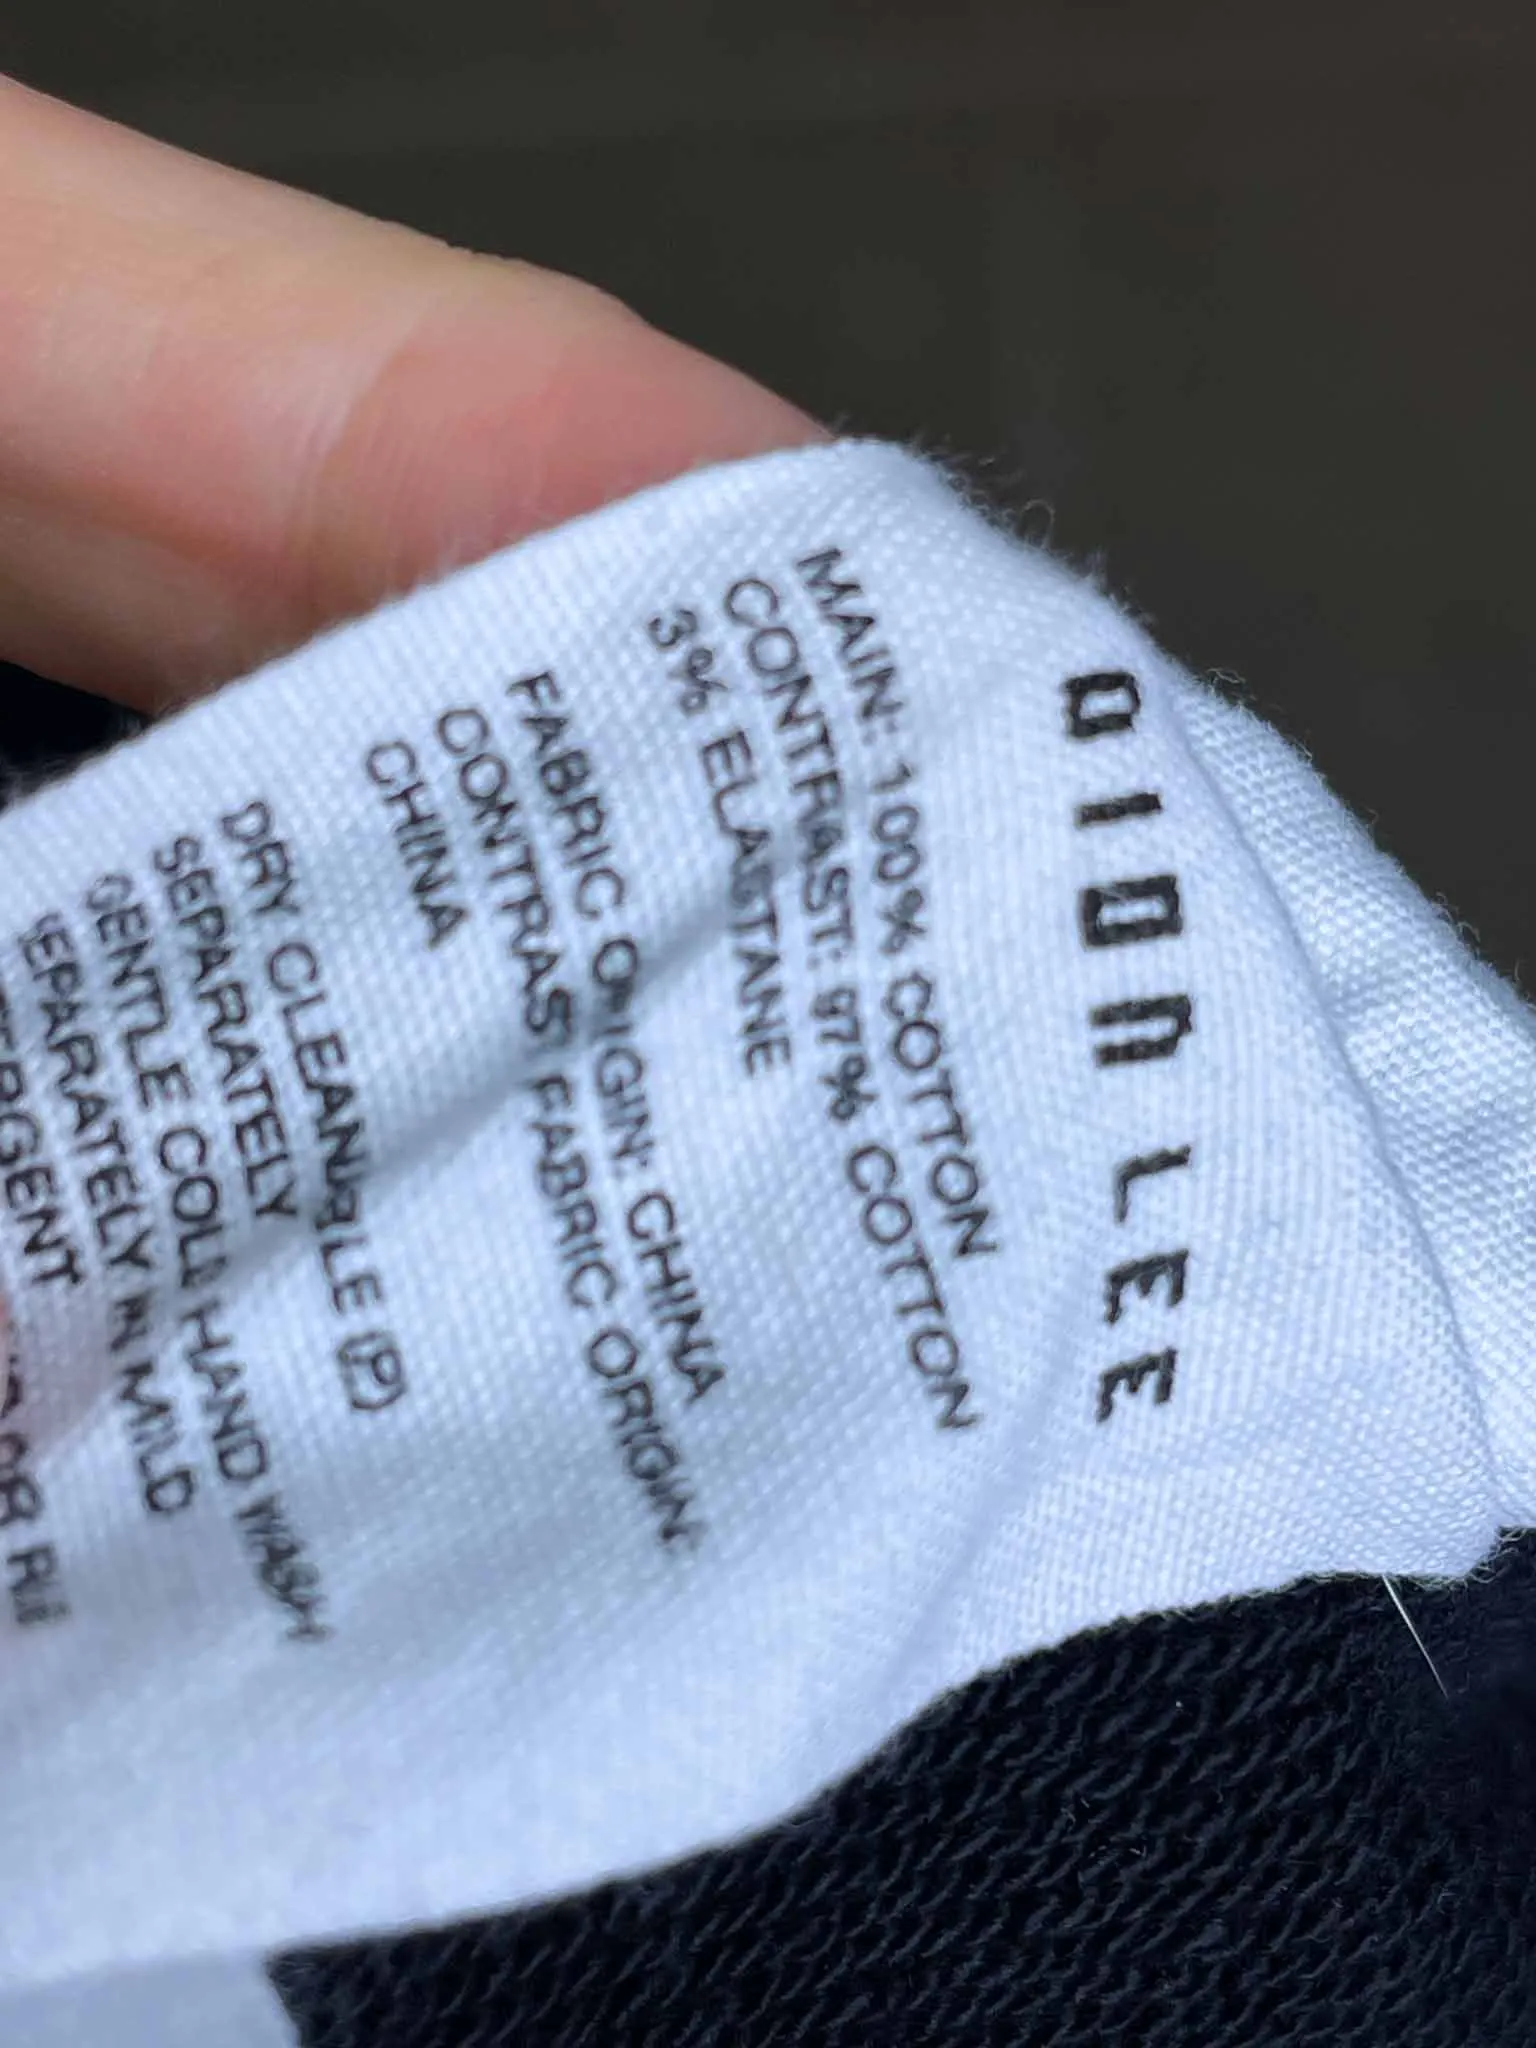 DION LEE
MAIN: 100% COTTON
CONTRAST: 97% COTTON
3% ELASTANE
FABRIC ORIGIN: CHINA
CONTRAST FABRIC ORIGIN:
CHINA
DRY CLEANABLE (P)
SEPARATELY
GENTLE COLD HAND WASH
SEPARATELY IN MILD